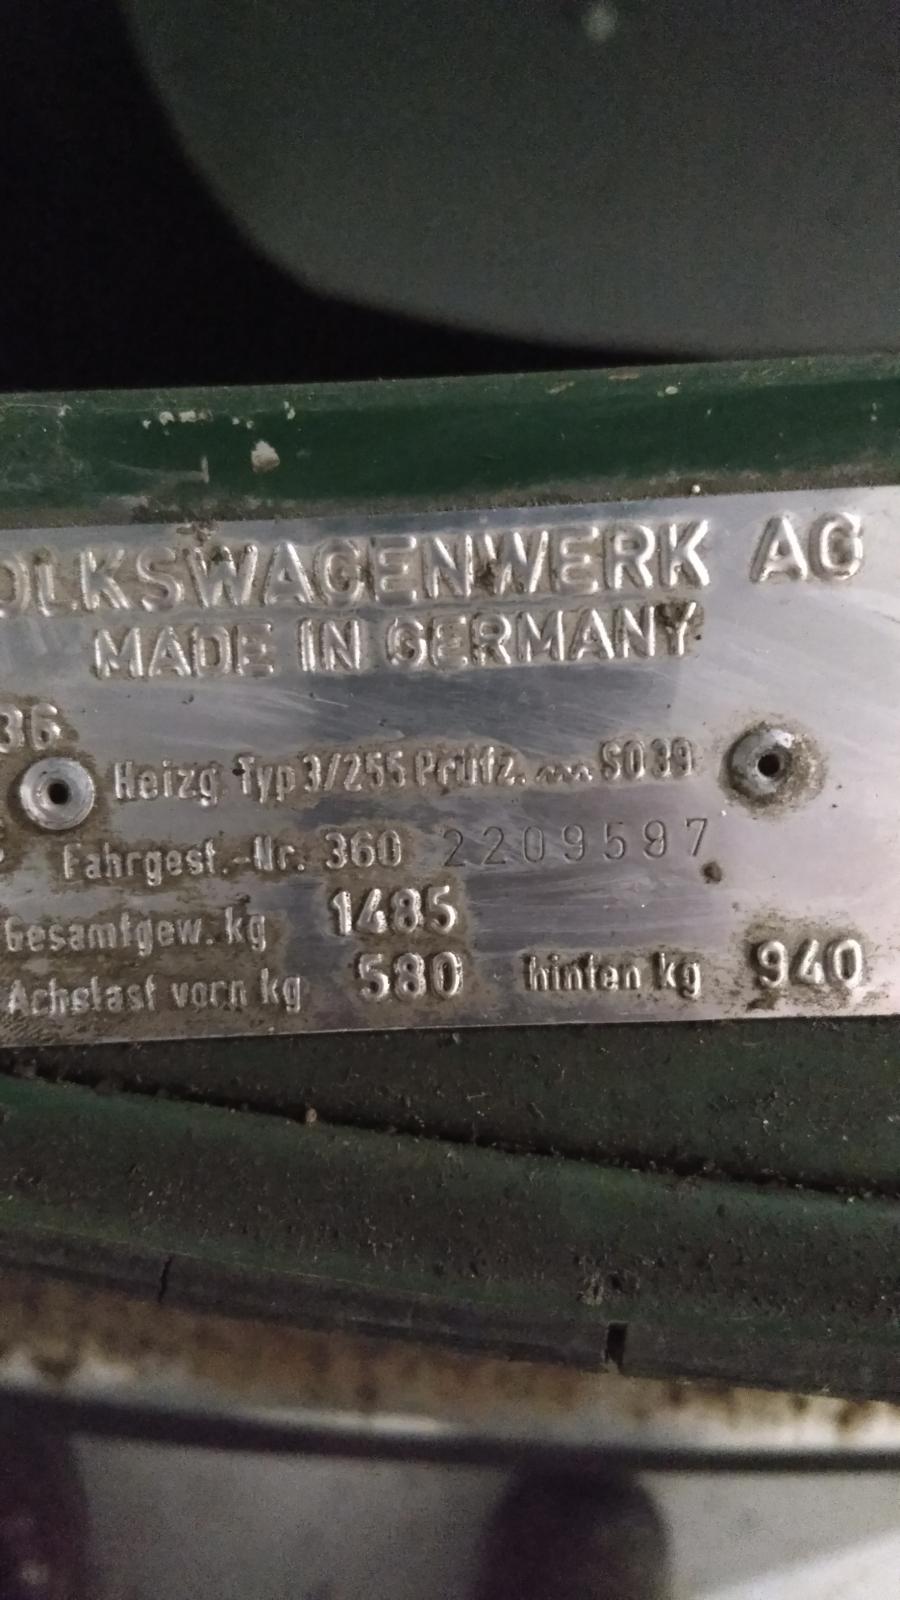 OLKSWAGENWERK AG
MADE IN GERMANY
36
Heizg. Typ 3/255 Prüfz. ~~~ S039
Fahrgest.-Nr. 360 2209597
Gesamtgew. kg 1485
Achslast vorn kg 580 hinten kg 940